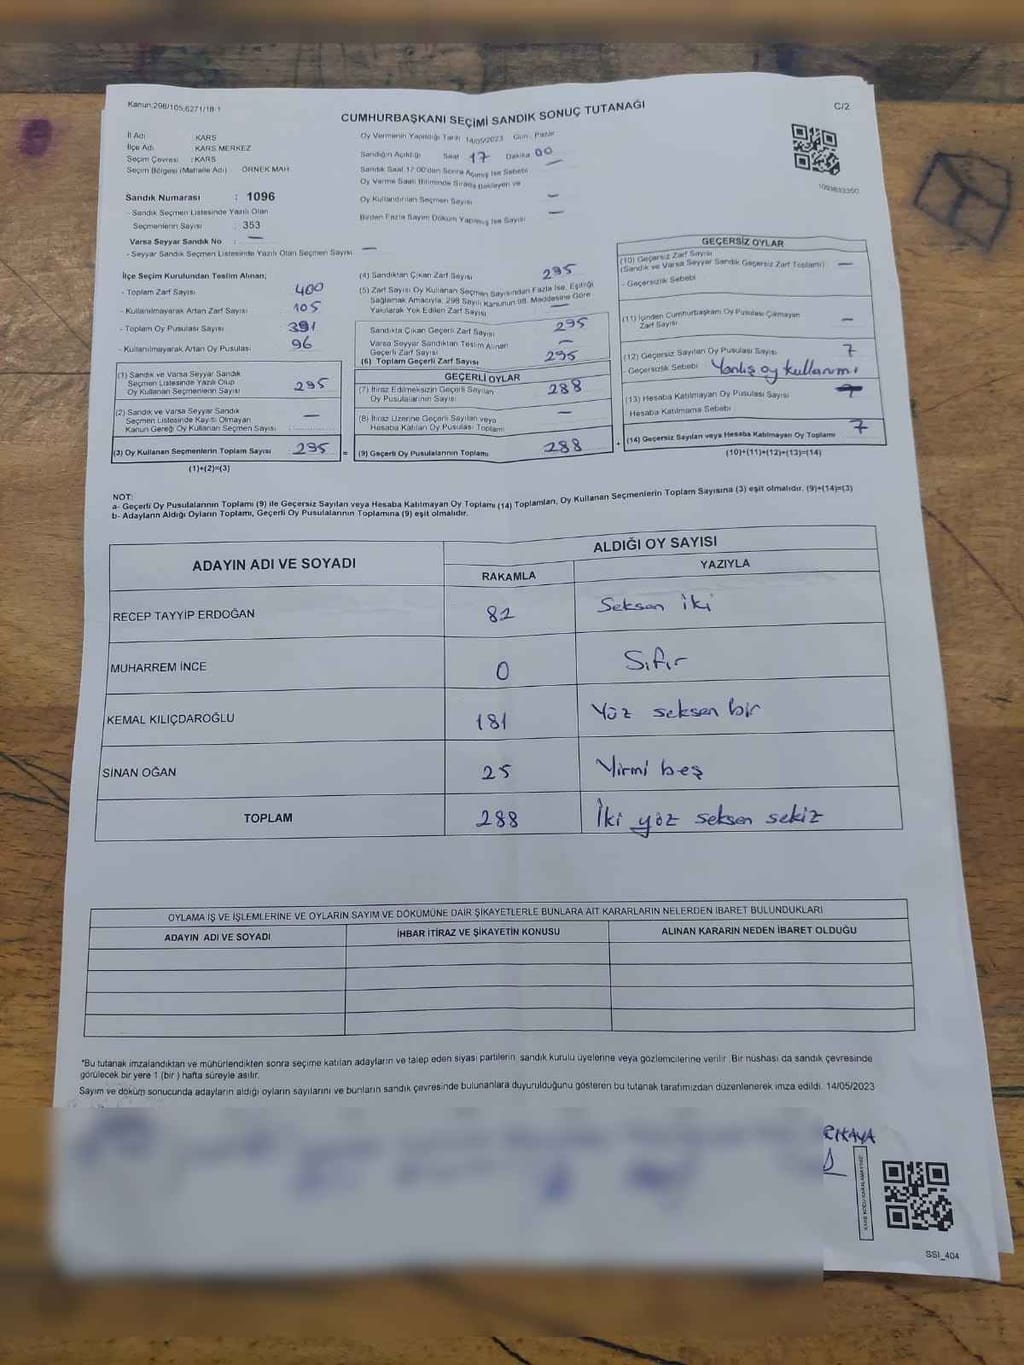 Kanun:298/105;6271/18-1
CUMHURBAŞKANI SEÇİMİ SANDIK SONUÇ TUTANAĞI
C/2
İl Adı : KARS
İlçe Adı : KARS MERKEZ
Seçim Çevresi : KARS
Seçim Bölgesi (Mahalle Adı) : ÖRNEK MAH.
Sandık Numarası : 1096
- Sandık Seçmen Listesinde Yazılı Olan
Seçmenlerin Sayısı : 353
Varsa Seyyar Sandık No : —
- Seyyar Sandık Seçmen Listesinde Yazılı Olan Seçmen Sayısı —
Oy Vermenin Yapıldığı Tarih 14/05/2023 Gün : Pazar
Sandığın Açıldığı Saat 17 Dakika 00
Sandık Saat 17:00'den Sonra Açılmış İse Sebebi —
Oy Verme Saati Bitiminde Sırada Bekleyen ve
Oy Kullandırılan Seçmen Sayısı —
Birden Fazla Sayım Döküm Yapılmış İse Sayısı —
İlçe Seçim Kurulundan Teslim Alınan;
- Toplam Zarf Sayısı 400
- Kullanılmayarak Artan Zarf Sayısı 105
- Toplam Oy Pusulası Sayısı 391
- Kullanılmayarak Artan Oy Pusulası 96
(1) Sandık ve Varsa Seyyar Sandık
Seçmen Listesinde Yazılı Olup
Oy Kullanan Seçmenlerin Sayısı 295
(2) Sandık ve Varsa Seyyar Sandık
Seçmen Listesinde Kayıtlı Olmayan
Kanun Gereği Oy Kullanan Seçmen Sayısı —
(3) Oy Kullanan Seçmenlerin Toplam Sayısı 295
(1)+(2)=(3)
(4) Sandıktan Çıkan Zarf Sayısı 295
(5) Zarf Sayısı Oy Kullanan Seçmen Sayısından Fazla İse, Eşitliği
Sağlamak Amacıyla, 298 Sayılı Kanunun 98. Maddesine Göre
Yakılarak Yok Edilen Zarf Sayısı —
Sandıkta Çıkan Geçerli Zarf Sayısı 295
Varsa Seyyar Sandıktan Teslim Alınan
Geçerli Zarf Sayısı —
(6) Toplam Geçerli Zarf Sayısı 295
GEÇERLİ OYLAR
(7) İtiraz Edilmeksizin Geçerli Sayılan
Oy Pusulasının Sayısı 288
(8) İtiraz Üzerine Geçerli Sayılan veya
Hesaba Katılan Oy Pusulası Toplamı —
= (9) Geçerli Oy Pusulalarının Toplamı 288
GEÇERSİZ OYLAR
(10) Geçersiz Zarf Sayısı
(Sandık ve Varsa Seyyar Sandık Geçersiz Zarf Toplamı) —
- Geçersizlik Sebebi
(11) İçinden Cumhurbaşkanı Oy Pusulası Çıkmayan
Zarf Sayısı —
(12) Geçersiz Sayılan Oy Pusulası Sayısı 7
- Geçersizlik Sebebi Yanlış oy kullanımı
(13) Hesaba Katılmayan Oy Pusulası Sayısı
Hesaba Katılmama Sebebi
+ (14) Geçersiz Sayılan veya Hesaba Katılmayan Oy Toplamı 7
(10)+(11)+(12)+(13)=(14)
NOT:
a- Geçerli Oy Pusulalarının Toplamı (9) ile Geçersiz Sayılan veya Hesaba Katılmayan Oy Toplamı (14) Toplamları, Oy Kullanan Seçmenlerin Toplam Sayısına (3) eşit olmalıdır. (9)+(14)=(3)
b- Adayların Aldığı Oyların Toplamı, Geçerli Oy Pusulalarının Toplamına (9) eşit olmalıdır.
ADAYIN ADI VE SOYADI
ALDIĞI OY SAYISI
RAKAMLA YAZIYLA
RECEP TAYYİP ERDOĞAN 82 Seksen iki
MUHARREM İNCE 0 Sıfır
KEMAL KILIÇDAROĞLU 181 Yüz seksen bir
SİNAN OĞAN 25 Yirmi beş
TOPLAM 288 İki yüz seksen sekiz
OYLAMA İŞ VE İŞLEMLERİNE VE OYLARIN SAYIM VE DÖKÜMÜNE DAİR ŞİKAYETLERLE BUNLARA AİT KARARLARIN NELERDEN İBARET BULUNDUKLARI
ADAYIN ADI VE SOYADI İHBAR İTİRAZ VE ŞİKAYETİN KONUSU ALINAN KARARIN NEDEN İBARET OLDUĞU
*Bu tutanak imzalandıktan ve mühürlendikten sonra seçime katılan adayların ve talep eden siyasi partilerin sandık kurulu üyelerine veya gözlemcilerine verilir. Bir nüshası da sandık çevresinde
görülecek bir yere 1 (bir) hafta süreyle asılır.
Sayım ve döküm sonucunda adayların aldığı oyların sayılarını ve bunların sandık çevresinde bulunanlara duyurulduğunu gösteren bu tutanak tarafımızdan düzenlenerek imza edildi. 14/05/2023
RIKAYA
SSI_404